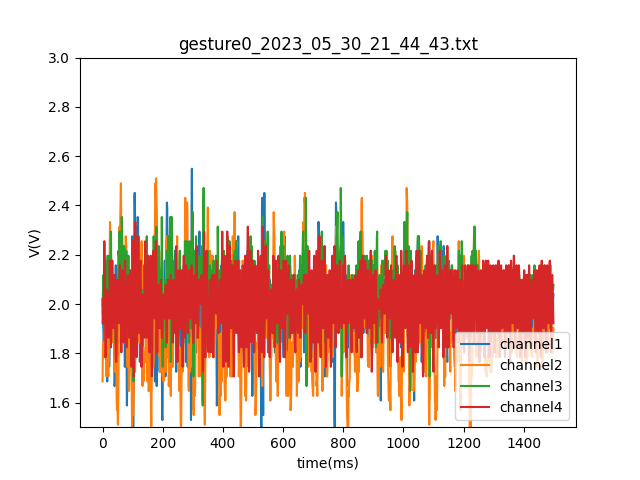 gesture0_2023_05_30_21_44_43.txt
3.0
2.8
2.6
2.4
2.2
2.0
1.8
1.6
V(V)
channel1
channel2
channel3
channel4
0 200 400 600 800 1000 1200 1400
time(ms)